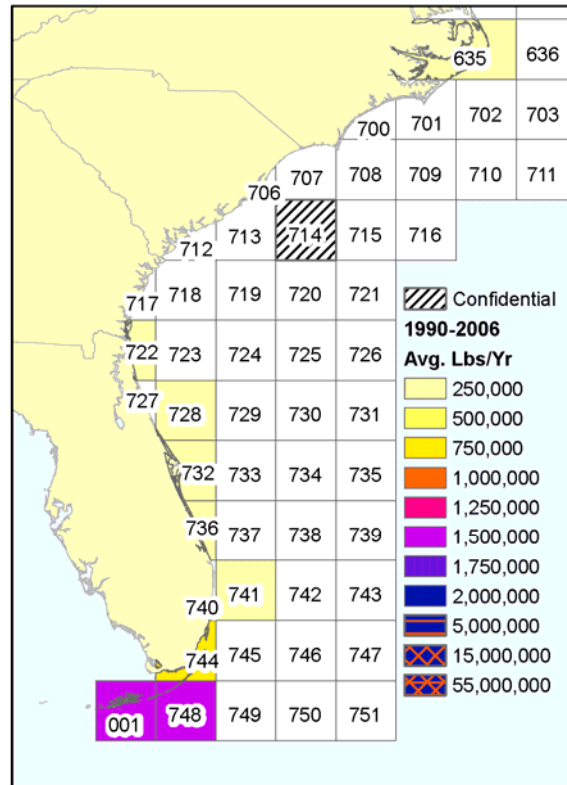 635 636
700 701 702 703
706 707 708 709 710 711
712 713 714 715 716
717 718 719 720 721
722 723 724 725 726
727 728 729 730 731
732 733 734 735
736 737 738 739
740 741 742 743
744 745 746 747
001 748 749 750 751
Confidential
1990-2006
Avg. Lbs/Yr
250,000
500,000
750,000
1,000,000
1,250,000
1,500,000
1,750,000
2,000,000
5,000,000
15,000,000
55,000,000